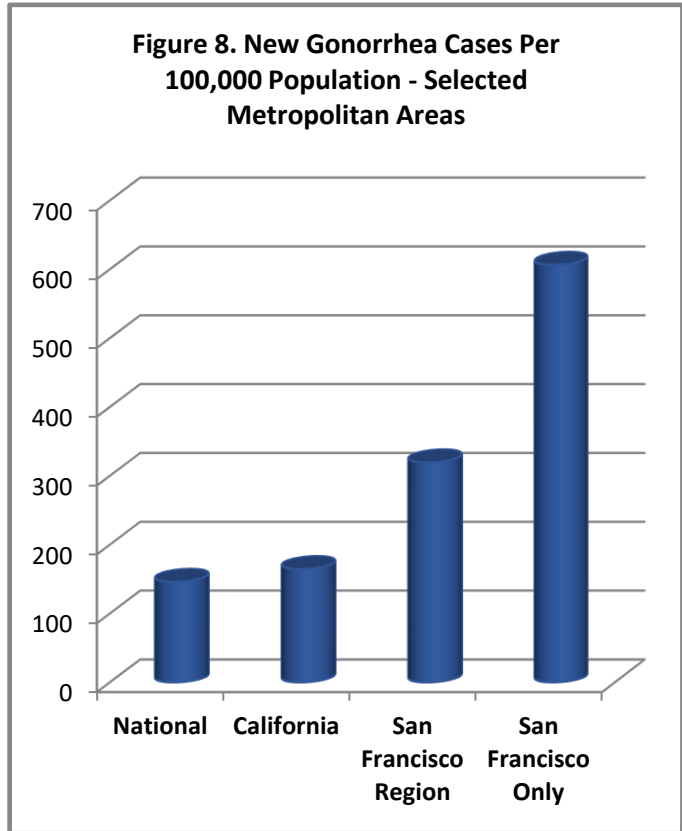 Figure 8. New Gonorrhea Cases Per
100,000 Population - Selected
Metropolitan Areas
700
600
500
400
300
200
100
0
National
California
San
Francisco
Region
San
Francisco
Only